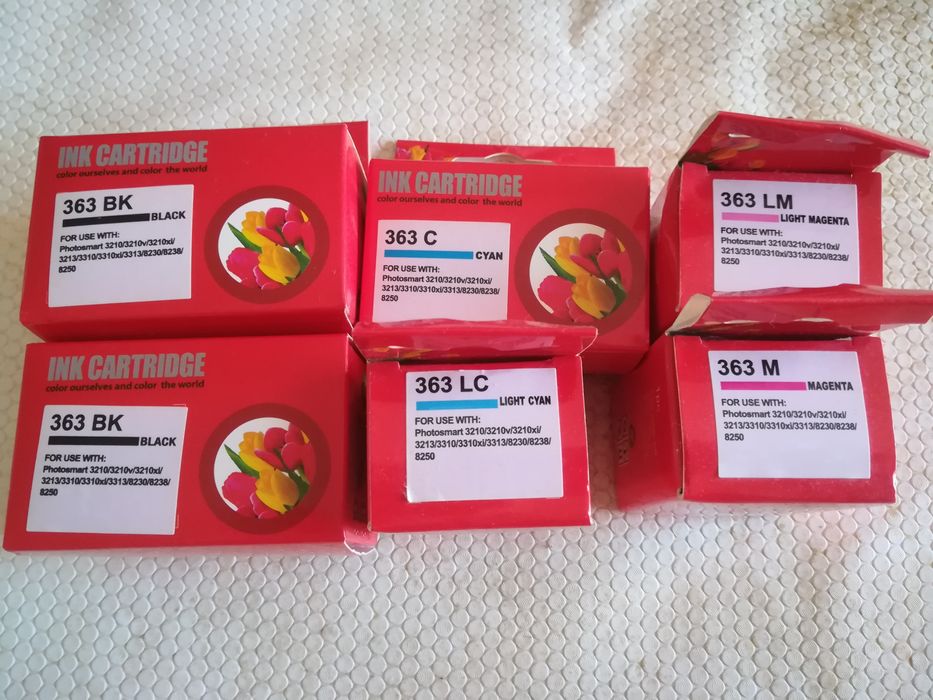 INK CARTRIDGE
color ourselves and color the world
363 BK
BLACK
FOR USE WITH:
Photosmart 3210/3210v/3210xi/
3213/3310/3310xi/3313/8230/8238/
8250
INK CARTRIDGE
color ourselves and color the world
363 C
CYAN
FOR USE WITH:
Photosmart 3210/3210v/3210xi/
3213/3310/3310xi/3313/8230/8238/
8250
363 LM
LIGHT MAGENTA
FOR USE WITH:
Photosmart 3210/3210v/3210xi/
3213/3310/3310xi/3313/8230/8238/
8250
INK CARTRIDGE
color ourselves and color the world
363 BK
BLACK
FOR USE WITH:
Photosmart 3210/3210v/3210xi/
3213/3310/3310xi/3313/8230/8238/
8250
363 LC
LIGHT CYAN
FOR USE WITH:
Photosmart 3210/3210v/3210xi/
3213/3310/3310xi/3313/8230/8238/
8250
363 M
MAGENTA
FOR USE WITH:
Photosmart 3210/3210v/3210xi/
3213/3310/3310xi/3313/8230/8238/
8250